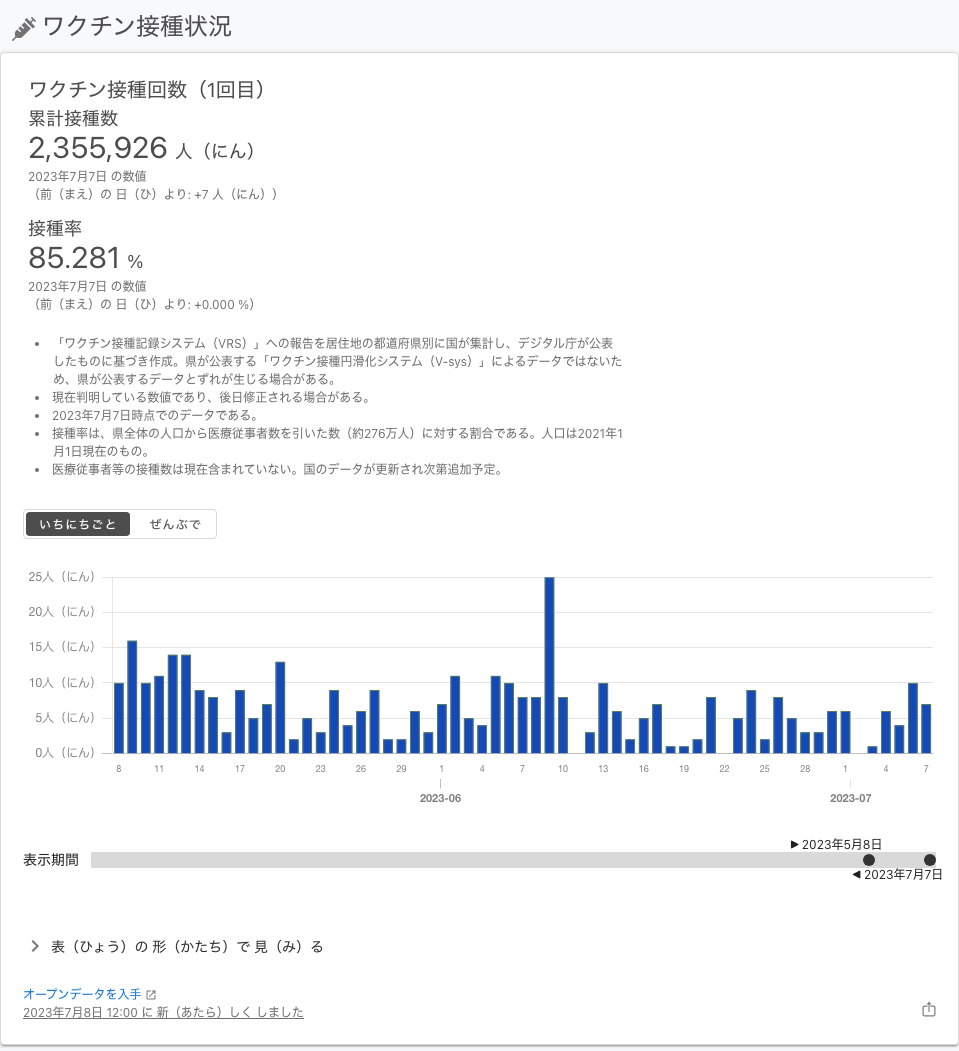 ワクチン接種状況
ワクチン接種回数（1回目）
累計接種数
2,355,926 人（にん）
2023年7月7日 の数値
（前（まえ）の 日（ひ）より: +7 人（にん））
接種率
85.281 %
2023年7月7日 の数値
（前（まえ）の 日（ひ）より: +0.000 %）
• 「ワクチン接種記録システム（VRS）」への報告を居住地の都道府県別に国が集計し、デジタル庁が公表
したものに基づき作成。県が公表する「ワクチン接種円滑化システム（V-sys）」によるデータではないた
め、県が公表するデータとずれが生じる場合がある。
• 現在判明している数値であり、後日修正される場合がある。
• 2023年7月7日時点でのデータである。
• 接種率は、県全体の人口から医療従事者数を引いた数（約276万人）に対する割合である。人口は2021年1
月1日現在のもの。
• 医療従事者等の接種数は現在含まれていない。国のデータが更新され次第追加予定。
いちにちごと ぜんぶで
25人（にん）
20人（にん）
15人（にん）
10人（にん）
5人（にん）
0人（にん）
8 11 14 17 20 23 26 29 1 4 7 10 13 16 19 22 25 28 1 4 7
2023-06 2023-07
▶ 2023年5月8日
表示期間
◀ 2023年7月7日
表（ひょう）の 形（かたち）で 見（み）る
オープンデータを入手
2023年7月8日 12:00 に 新（あたら）しく しました